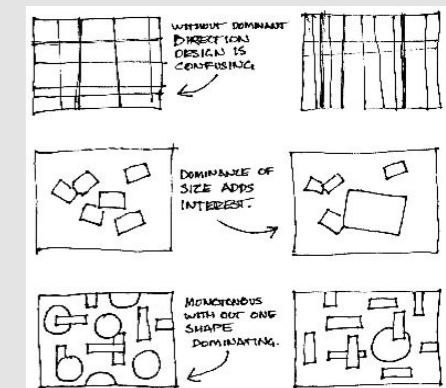 WITHOUT DOMINANT
DIRECTION
DESIGN IS
CONFUSING
DOMINANCE OF
SIZE ADDS
INTEREST.
MONOTONOUS
WITH OUT ONE
SHAPE
DOMINATING.